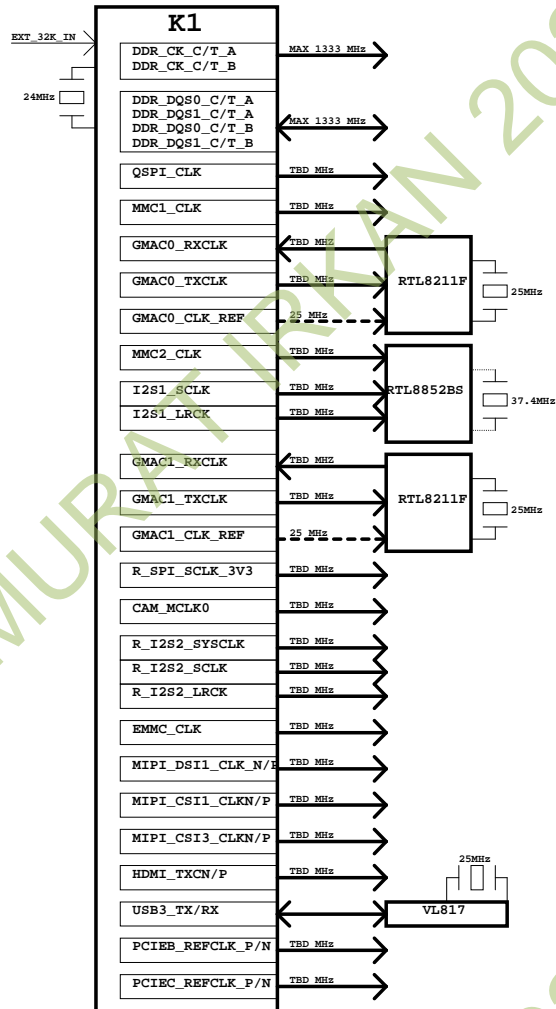 K1
EXT_32K_IN
24MHz
DDR_CK_C/T_A
DDR_CK_C/T_B
MAX 1333 MHz
DDR_DQS0_C/T_A
DDR_DQS1_C/T_A
DDR_DQS0_C/T_B
DDR_DQS1_C/T_B
MAX 1333 MHz
QSPI_CLK TBD MHz
MMC1_CLK TBD MHz
GMAC0_RXCLK TBD MHZ
GMAC0_TXCLK TBD MHz
RTL8211F
25MHz
GMAC0_CLK_REF 25 MHz
MMC2_CLK TBD MHz
I2S1_SCLK TBD MHz
RTL8852BS
37.4MHz
I2S1_LRCK TBD MHz
GMAC1_RXCLK TBD MHZ
GMAC1_TXCLK TBD MHz
RTL8211F
25MHz
GMAC1_CLK_REF 25 MHz
R_SPI_SCLK_3V3 TBD MHz
CAM_MCLK0 TBD MHz
R_I2S2_SYSCLK TBD MHz
R_I2S2_SCLK TBD MHz
R_I2S2_LRCK TBD MHz
EMMC_CLK TBD MHz
MIPI_DSI1_CLK_N/P TBD MHz
MIPI_CSI1_CLKN/P TBD MHz
MIPI_CSI3_CLKN/P TBD MHz
HDMI_TXCN/P TBD MHz
25MHz
USB3_TX/RX
VL817
PCIEB_REFCLK_P/N TBD MHz
PCIEC_REFCLK_P/N TBD MHz
MURAT IRKAN 20